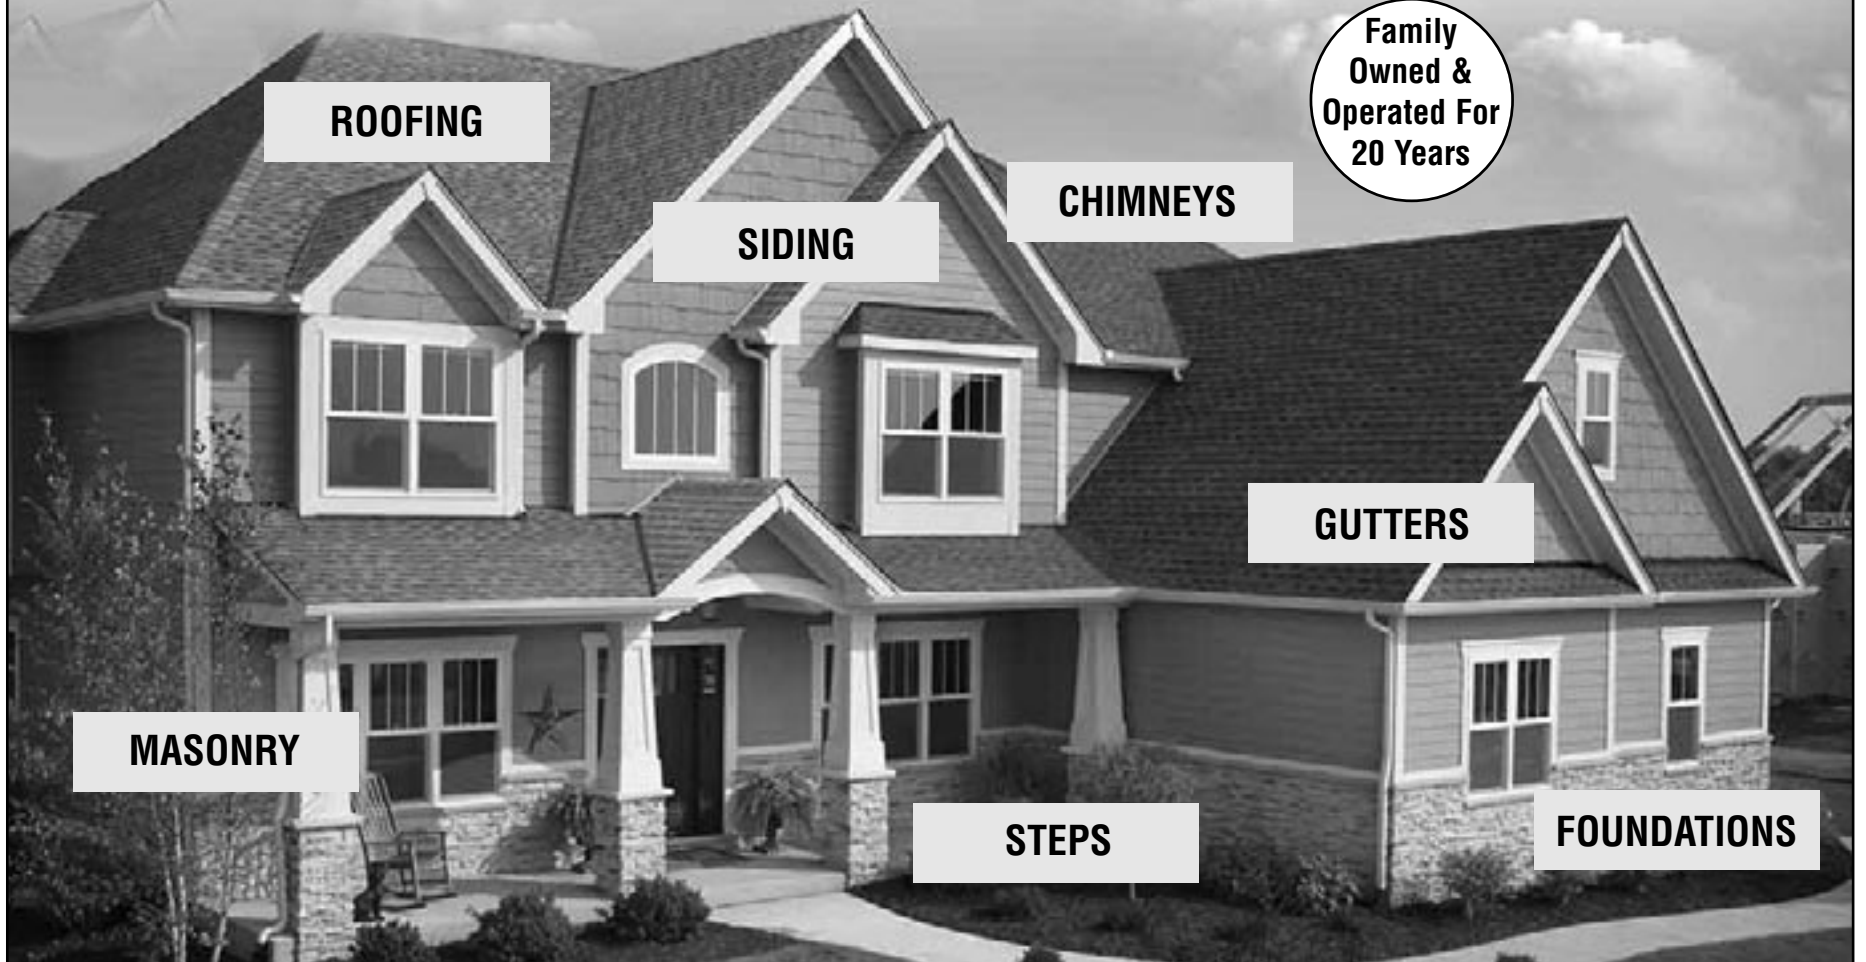 Family
Owned &
Operated For
20 Years
ROOFING
CHIMNEYS
SIDING
GUTTERS
MASONRY
STEPS
FOUNDATIONS